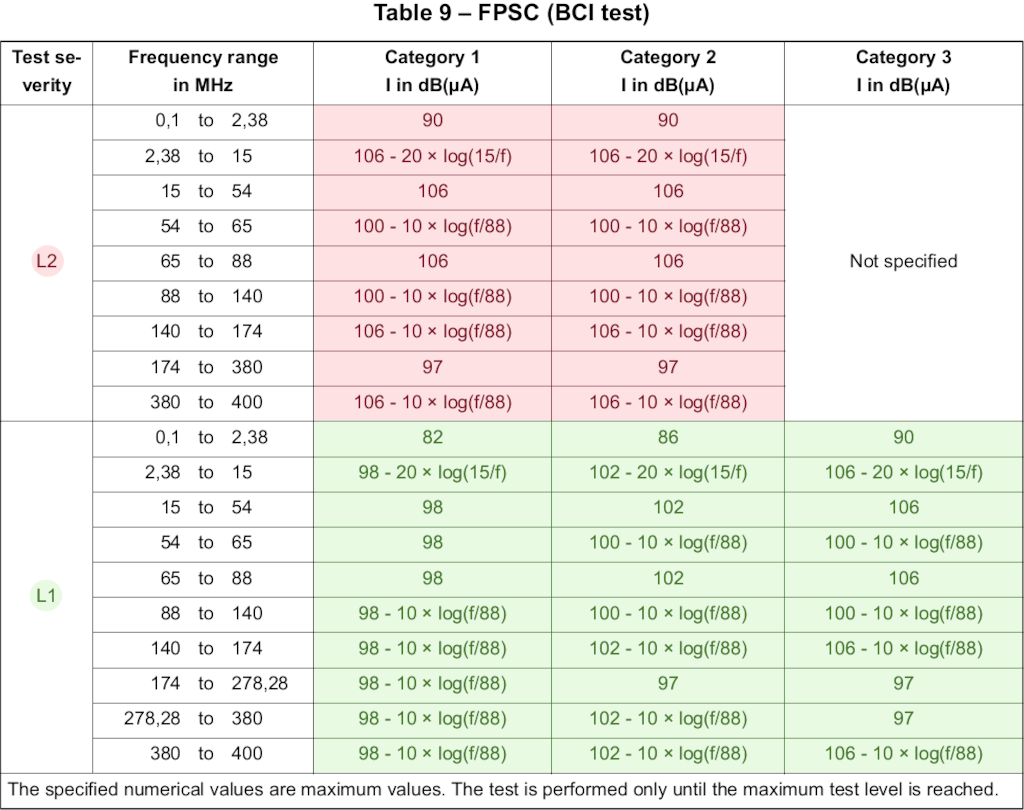 Table 9 – FPSC (BCI test)
Test se-verity Frequency range in MHz Category 1 I in dB(µA) Category 2 I in dB(µA) Category 3 I in dB(µA)
L2 0,1 to 2,38 90 90 Not specified
2,38 to 15 106 - 20 × log(15/f) 106 - 20 × log(15/f)
15 to 54 106 106
54 to 65 100 - 10 × log(f/88) 100 - 10 × log(f/88)
65 to 88 106 106
88 to 140 100 - 10 × log(f/88) 100 - 10 × log(f/88)
140 to 174 106 - 10 × log(f/88) 106 - 10 × log(f/88)
174 to 380 97 97
380 to 400 106 - 10 × log(f/88) 106 - 10 × log(f/88)
L1 0,1 to 2,38 82 86 90
2,38 to 15 98 - 20 × log(15/f) 102 - 20 × log(15/f) 106 - 20 × log(15/f)
15 to 54 98 102 106
54 to 65 98 100 - 10 × log(f/88) 100 - 10 × log(f/88)
65 to 88 98 102 106
88 to 140 98 - 10 × log(f/88) 100 - 10 × log(f/88) 100 - 10 × log(f/88)
140 to 174 98 - 10 × log(f/88) 102 - 10 × log(f/88) 106 - 10 × log(f/88)
174 to 278,28 98 - 10 × log(f/88) 97 97
278,28 to 380 98 - 10 × log(f/88) 102 - 10 × log(f/88) 97
380 to 400 98 - 10 × log(f/88) 102 - 10 × log(f/88) 106 - 10 × log(f/88)
The specified numerical values are maximum values. The test is performed only until the maximum test level is reached.